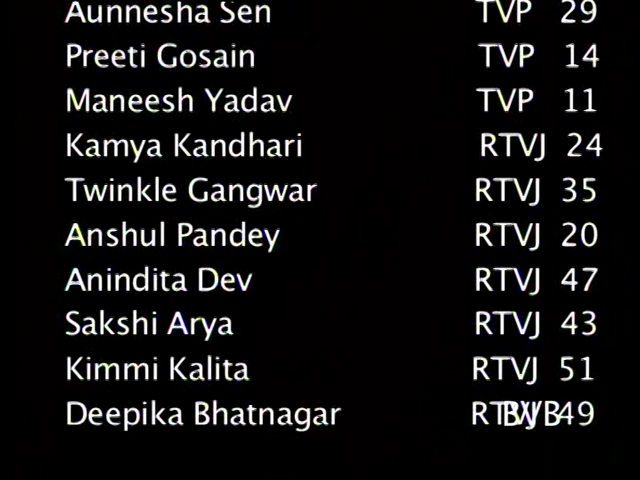 Aunnesha Sen TVP 29
Preeti Gosain TVP 14
Maneesh Yadav TVP 11
Kamya Kandhari RTVJ 24
Twinkle Gangwar RTVJ 35
Anshul Pandey RTVJ 20
Anindita Dev RTVJ 47
Sakshi Arya RTVJ 43
Kimmi Kalita RTVJ 51
Deepika Bhatnagar 49